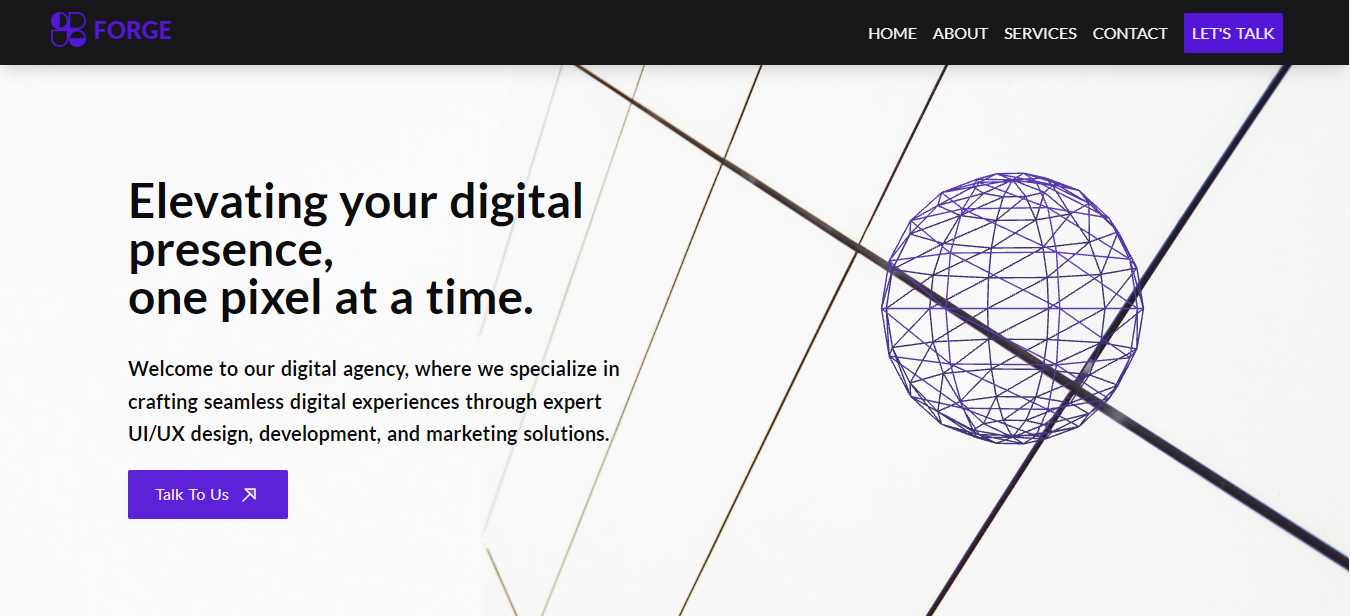 FORGE
HOME ABOUT SERVICES CONTACT LET'S TALK
Elevating your digital
presence,
one pixel at a time.
Welcome to our digital agency, where we specialize in
crafting seamless digital experiences through expert
UI/UX design, development, and marketing solutions.
Talk To Us